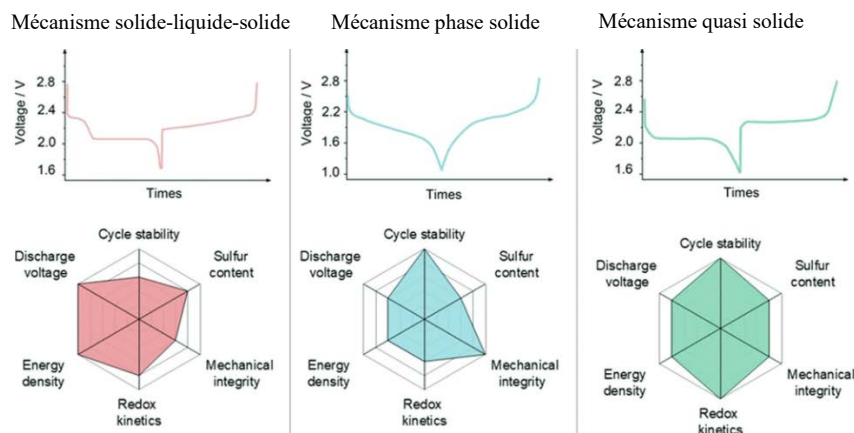 Mécanisme solide-liquide-solide
Mécanisme phase solide
Mécanisme quasi solide
Voltage / V
2.8
2.4
2.0
1.6
Times
Voltage / V
2.8
2.2
1.6
1.0
Times
Voltage / V
2.8
2.4
2.0
1.6
Times
Cycle stability
Discharge
voltage
Sulfur
content
Energy
density
Mechanical
integrity
Redox
kinetics
Cycle stability
Discharge
voltage
Sulfur
content
Energy
density
Mechanical
integrity
Redox
kinetics
Cycle stability
Discharge
voltage
Sulfur
content
Energy
density
Mechanical
integrity
Redox
kinetics